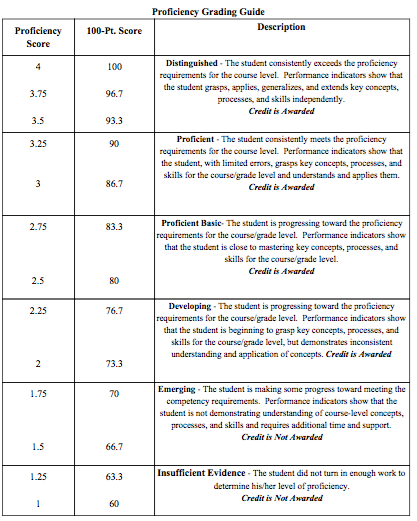 Proficiency Grading Guide
Proficiency Score
100-Pt. Score
Description
4
100
3.75
96.7
3.5
93.3
Distinguished - The student consistently exceeds the proficiency
requirements for the course level. Performance indicators show that
the student grasps, applies, generalizes, and extends key concepts,
processes, and skills independently.
Credit is Awarded
3.25
90
3
86.7
Proficient - The student consistently meets the proficiency
requirements for the course level. Performance indicators show that
the student, with limited errors, grasps key concepts, processes, and
skills for the course/grade level and understands and applies them.
Credit is Awarded
2.75
83.3
2.5
80
Proficient Basic- The student is progressing toward the proficiency
requirements for the course/grade level. Performance indicators show
that the student is close to mastering key concepts, processes, and
skills for the course/grade level.
Credit is Awarded
2.25
76.7
2
73.3
Developing - The student is progressing toward the proficiency
requirements for the course/grade level. Performance indicators show
that the student is beginning to grasp key concepts, processes, and
skills for the course/grade level, but demonstrates inconsistent
understanding and application of concepts. Credit is Awarded
1.75
70
1.5
66.7
Emerging - The student is making some progress toward meeting the
competency requirements. Performance indicators show that the
student is not demonstrating understanding of course-level concepts,
processes, and skills and requires additional time and support.
Credit is Not Awarded
1.25
63.3
1
60
Insufficient Evidence - The student did not turn in enough work to
determine his/her level of proficiency.
Credit is Not Awarded